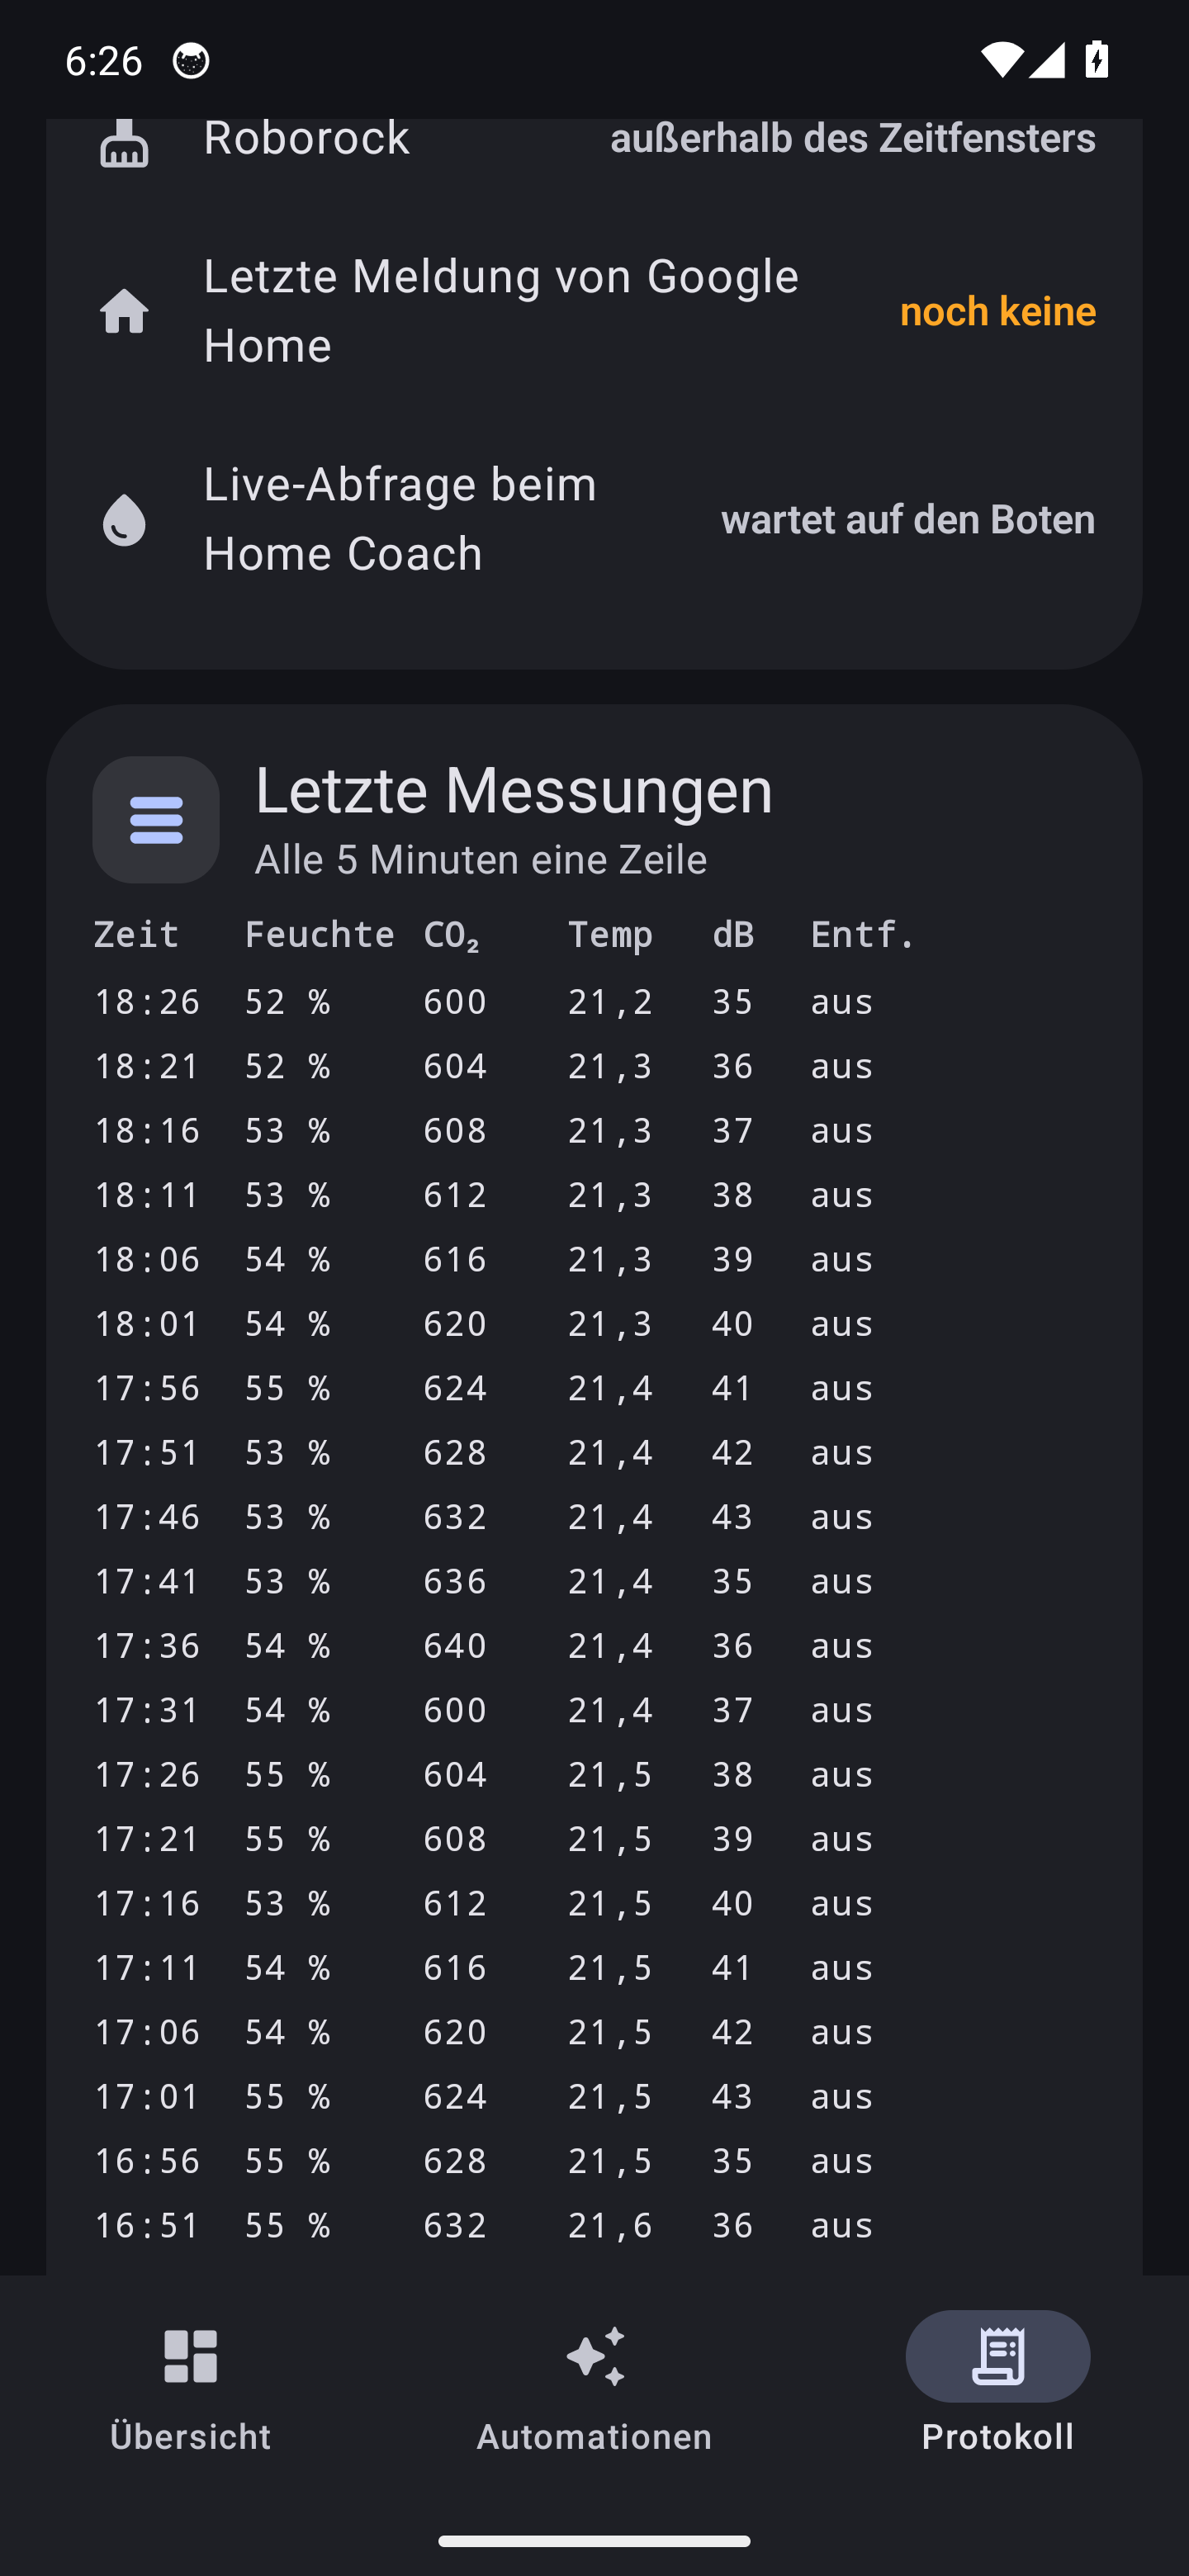 6:26
Roborock außerhalb des Zeitfensters
Letzte Meldung von Google
Home
noch keine
Live-Abfrage beim
Home Coach
wartet auf den Boten
Letzte Messungen
Alle 5 Minuten eine Zeile
Zeit Feuchte CO₂ Temp dB Entf.
18:26 52 % 600 21,2 35 aus
18:21 52 % 604 21,3 36 aus
18:16 53 % 608 21,3 37 aus
18:11 53 % 612 21,3 38 aus
18:06 54 % 616 21,3 39 aus
18:01 54 % 620 21,3 40 aus
17:56 55 % 624 21,4 41 aus
17:51 53 % 628 21,4 42 aus
17:46 53 % 632 21,4 43 aus
17:41 53 % 636 21,4 35 aus
17:36 54 % 640 21,4 36 aus
17:31 54 % 600 21,4 37 aus
17:26 55 % 604 21,5 38 aus
17:21 55 % 608 21,5 39 aus
17:16 53 % 612 21,5 40 aus
17:11 54 % 616 21,5 41 aus
17:06 54 % 620 21,5 42 aus
17:01 55 % 624 21,5 43 aus
16:56 55 % 628 21,5 35 aus
16:51 55 % 632 21,6 36 aus
Übersicht Automationen Protokoll